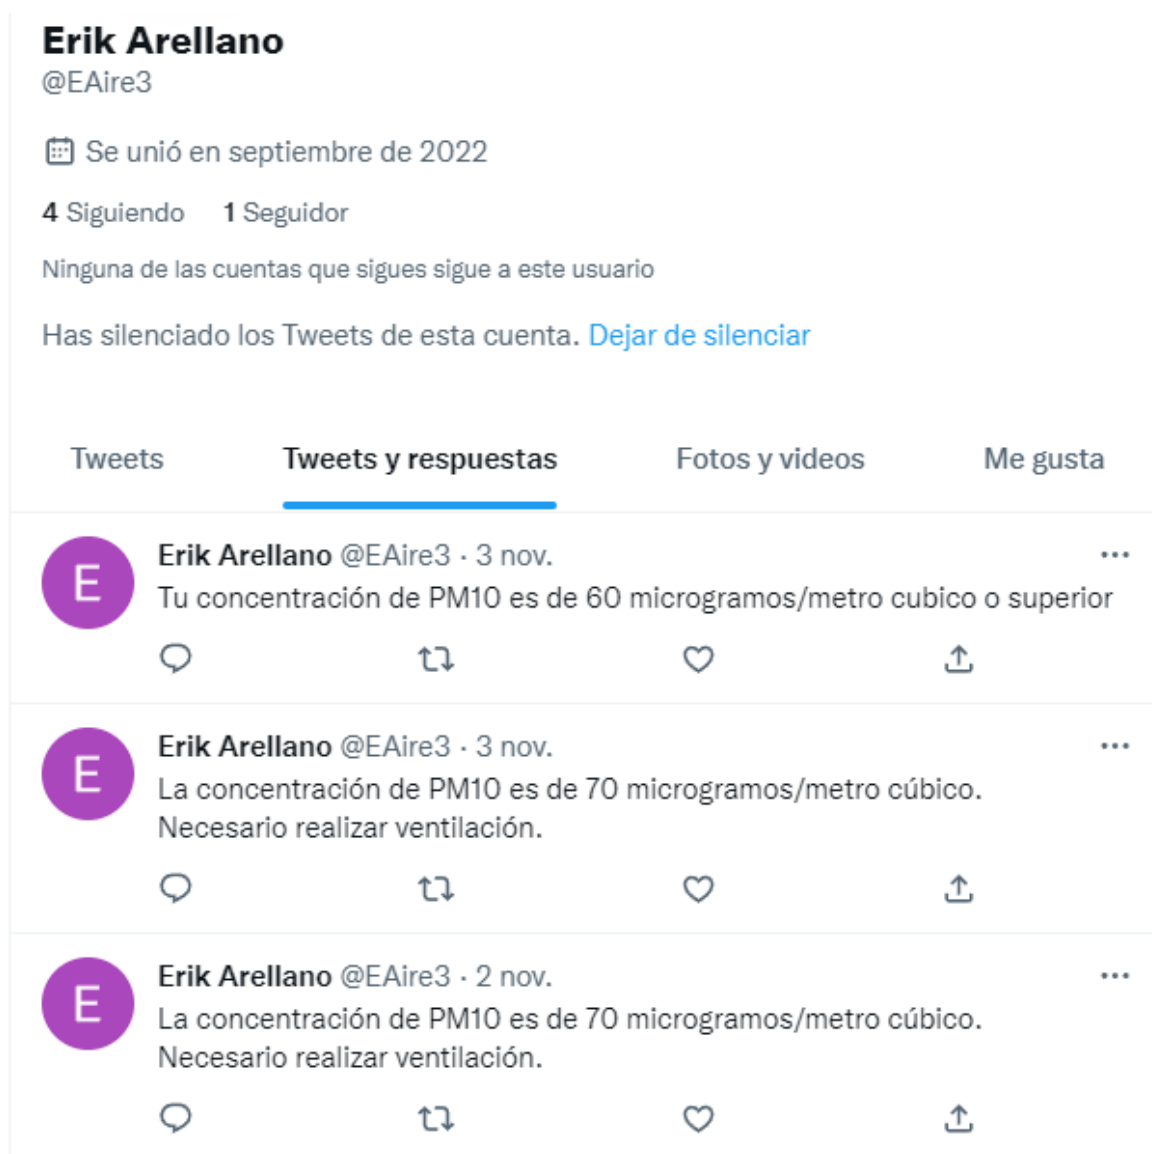 Erik Arellano
@EAire3
Se unió en septiembre de 2022
4 Siguiendo 1 Seguidor
Ninguna de las cuentas que sigues sigue a este usuario
Has silenciado los Tweets de esta cuenta. Dejar de silenciar
Tweets Tweets y respuestas Fotos y videos Me gusta
E
Erik Arellano @EAire3 · 3 nov.
Tu concentración de PM10 es de 60 microgramos/metro cubico o superior
E
Erik Arellano @EAire3 · 3 nov.
La concentración de PM10 es de 70 microgramos/metro cúbico.
Necesario realizar ventilación.
E
Erik Arellano @EAire3 · 2 nov.
La concentración de PM10 es de 70 microgramos/metro cúbico.
Necesario realizar ventilación.